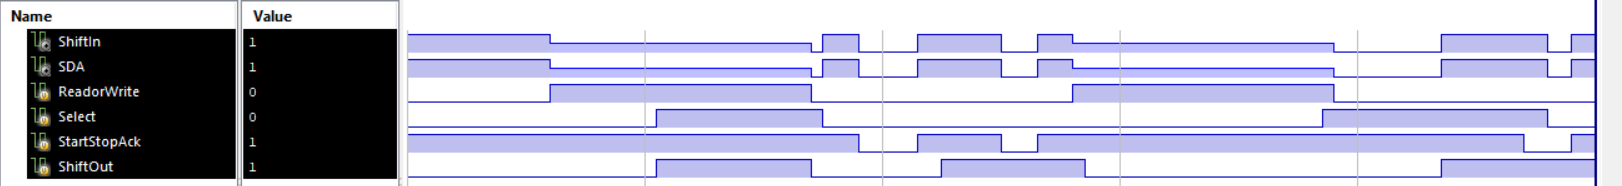 Name Value
ShiftIn 1
SDA 1
ReadorWrite 0
Select 0
StartStopAck 1
ShiftOut 1